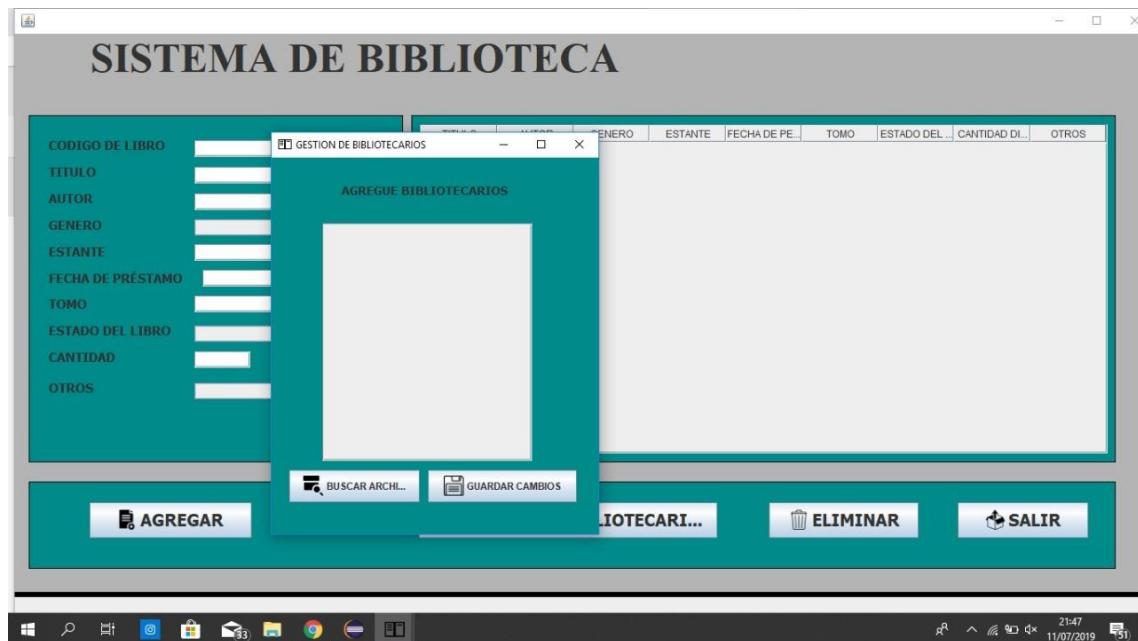 SISTEMA DE BIBLIOTECA
CODIGO DE LIBRO
TITULO
AUTOR
GENERO
ESTANTE
FECHA DE PRÉSTAMO
TOMO
ESTADO DEL LIBRO
CANTIDAD
OTROS
GENERO ESTANTE FECHA DE PE... TOMO ESTADO DEL ... CANTIDAD DI... OTROS
GESTION DE BIBLIOTECARIOS
AGREGUE BIBLIOTECARIOS
BUSCAR ARCHI... GUARDAR CAMBIOS
AGREGAR
LIOTECARI...
ELIMINAR
SALIR
33
21:47
11/07/2019
51